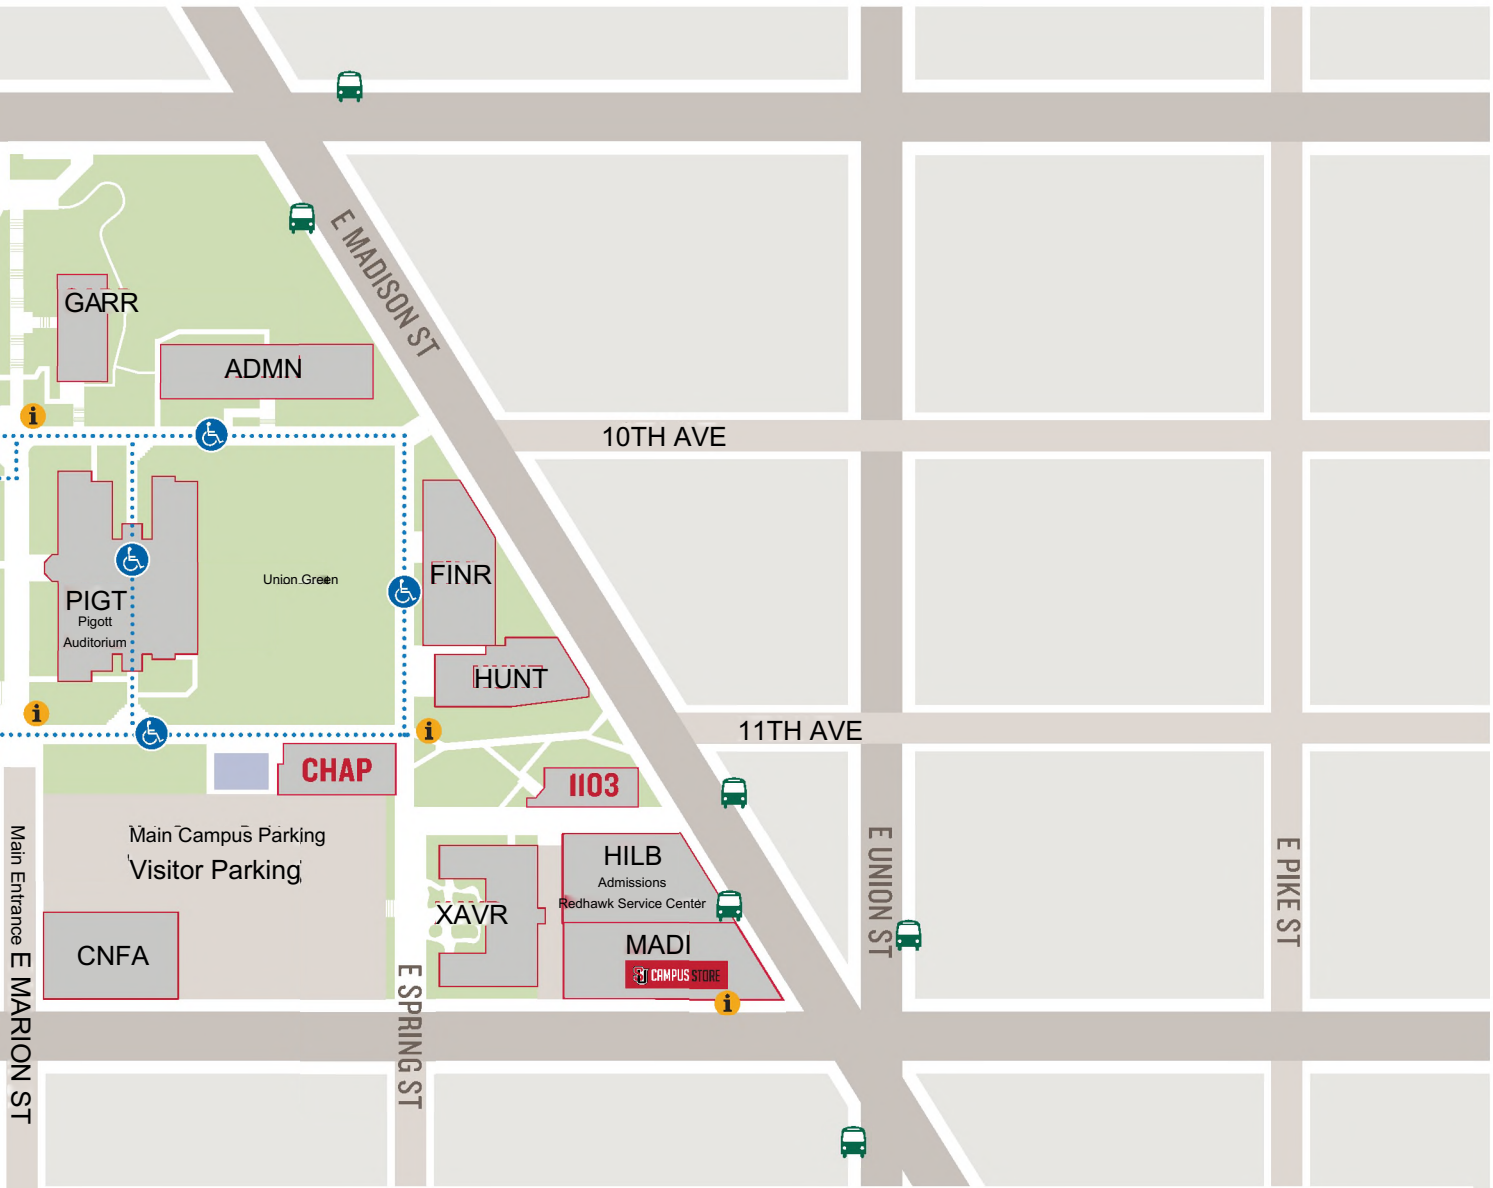 E MADISON ST
GARR
ADMN
i
10TH AVE
FINR
Union Green
PIGT
Pigott
Auditorium
HUNT
i
i
11TH AVE
CHAP
1103
Main Campus Parking
Visitor Parking
HILB
Admissions
Redhawk Service Center
XAVR
MADI
CAMPUS STORE
i
CNFA
Main Entrance E MARION ST
E SPRING ST
E UNION ST
E PIKE ST